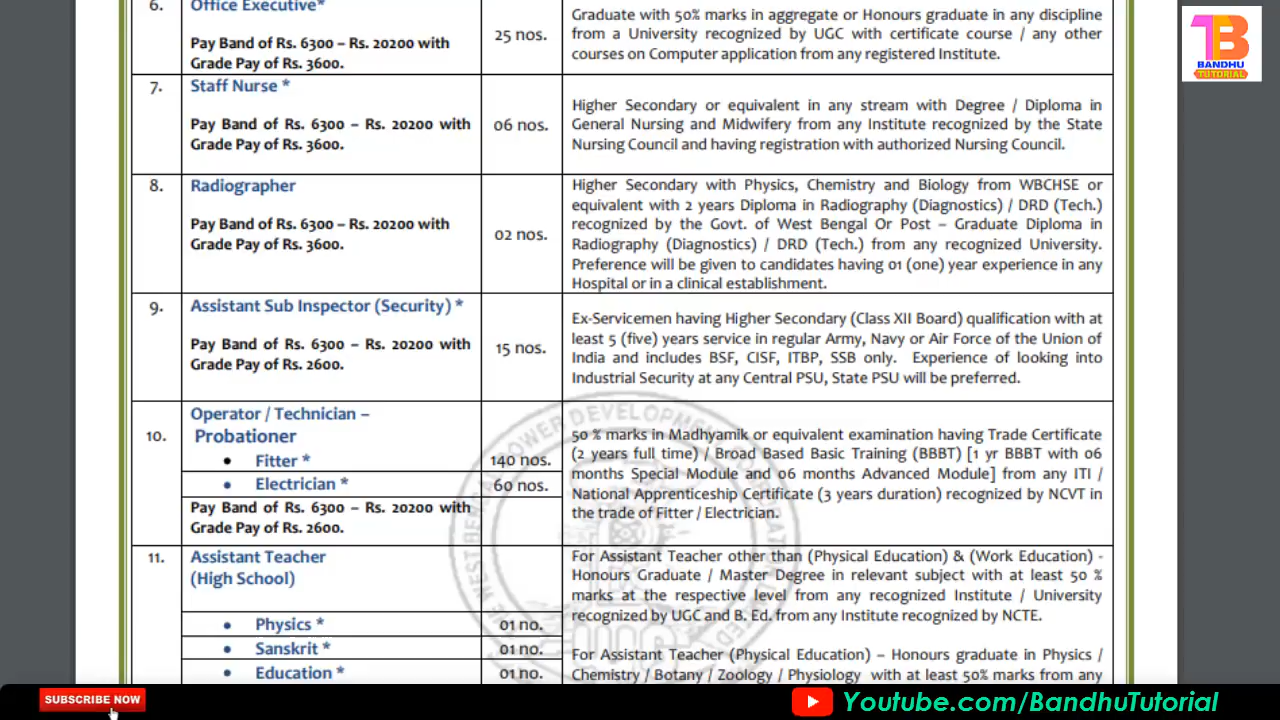 6.
Office Executive*
Pay Band of Rs. 6300 – Rs. 20200 with
Grade Pay of Rs. 3600.
25 nos.
Graduate with 50% marks in aggregate or Honours graduate in any discipline
from a University recognized by UGC with certificate course / any other
courses on Computer application from any registered Institute.
7.
Staff Nurse *
Pay Band of Rs. 6300 – Rs. 20200 with
Grade Pay of Rs. 3600.
06 nos.
Higher Secondary or equivalent in any stream with Degree / Diploma in
General Nursing and Midwifery from any Institute recognized by the State
Nursing Council and having registration with authorized Nursing Council.
8.
Radiographer
Pay Band of Rs. 6300 – Rs. 20200 with
Grade Pay of Rs. 3600.
02 nos.
Higher Secondary with Physics, Chemistry and Biology from WBCHSE or
equivalent with 2 years Diploma in Radiography (Diagnostics) / DRD (Tech.)
recognized by the Govt. of West Bengal Or Post – Graduate Diploma in
Radiography (Diagnostics) / DRD (Tech.) from any recognized University.
Preference will be given to candidates having 01 (one) year experience in any
Hospital or in a clinical establishment.
9.
Assistant Sub Inspector (Security) *
Pay Band of Rs. 6300 – Rs. 20200 with
Grade Pay of Rs. 2600.
15 nos.
Ex-Servicemen having Higher Secondary (Class XII Board) qualification with at
least 5 (five) years service in regular Army, Navy or Air Force of the Union of
India and includes BSF, CISF, ITBP, SSB only. Experience of looking into
Industrial Security at any Central PSU, State PSU will be preferred.
10.
Operator / Technician –
Probationer
• Fitter *
140 nos.
• Electrician *
60 nos.
Pay Band of Rs. 6300 – Rs. 20200 with
Grade Pay of Rs. 2600.
50 % marks in Madhyamik or equivalent examination having Trade Certificate
(2 years full time) / Broad Based Basic Training (BBBT) [1 yr BBBT with 06
months Special Module and 06 months Advanced Module] from any ITI /
National Apprenticeship Certificate (3 years duration) recognized by NCVT in
the trade of Fitter / Electrician.
11.
Assistant Teacher
(High School)
• Physics *
01 no.
• Sanskrit *
01 no.
• Education *
01 no.
For Assistant Teacher other than (Physical Education) & (Work Education) -
Honours Graduate / Master Degree in relevant subject with at least 50 %
marks at the respective level from any recognized Institute / University
recognized by UGC and B. Ed. from any Institute recognized by NCTE.
For Assistant Teacher (Physical Education) – Honours graduate in Physics /
Chemistry / Botany / Zoology / Physiology with at least 50% marks from any
THE WEST BENGAL POWER DEVELOPMENT CORPORATION LIMITED
TB
BANDHU
TUTORIAL
SUBSCRIBE NOW
Youtube.com/BandhuTutorial